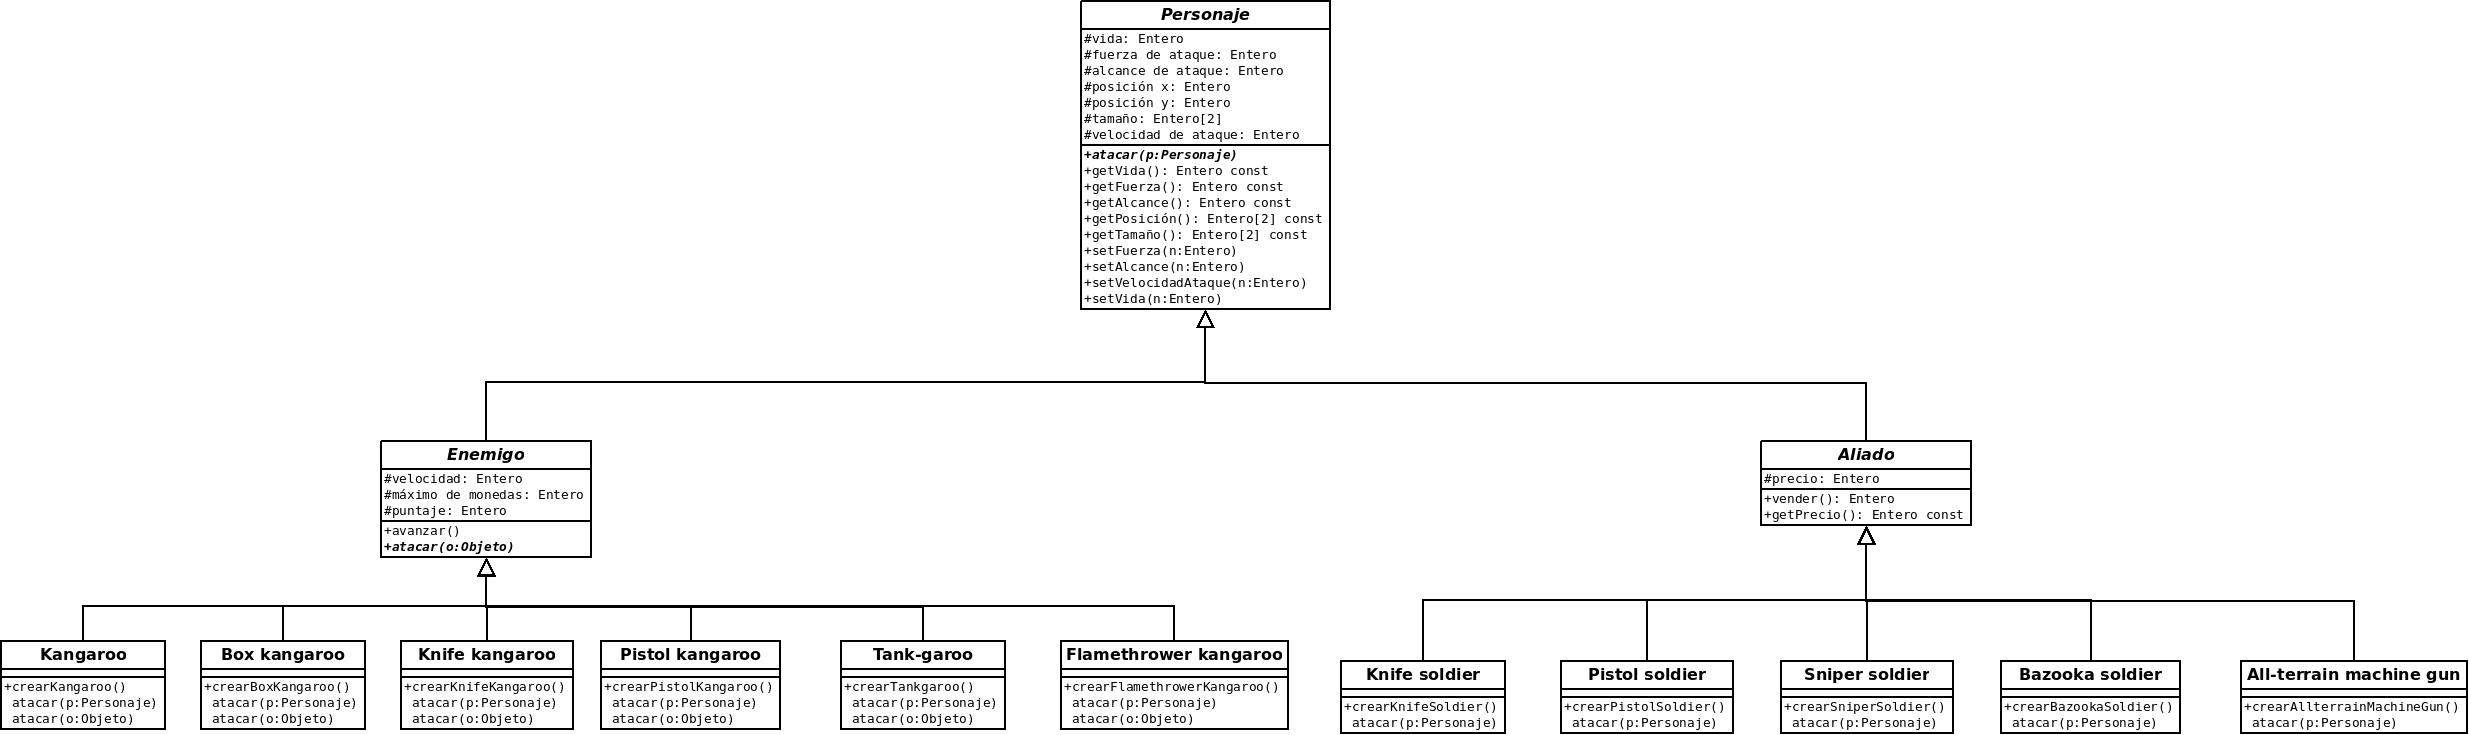 Personaje
#vida: Entero
#fuerza de ataque: Entero
#alcance de ataque: Entero
#posición x: Entero
#posición y: Entero
#tamaño: Entero[2]
#velocidad de ataque: Entero
+atacar(p:Personaje)
+getVida(): Entero const
+getFuerza(): Entero const
+getAlcance(): Entero const
+getPosición(): Entero[2] const
+getTamaño(): Entero[2] const
+setFuerza(n:Entero)
+setAlcance(n:Entero)
+setVelocidadAtaque(n:Entero)
+setVida(n:Entero)
Enemigo
#velocidad: Entero
#máximo de monedas: Entero
#puntaje: Entero
+avanzar()
+atacar(o:Objeto)
Aliado
#precio: Entero
+vender(): Entero
+getPrecio(): Entero const
Kangaroo
+crearKangaroo()
atacar(p:Personaje)
atacar(o:Objeto)
Box kangaroo
+crearBoxKangaroo()
atacar(p:Personaje)
atacar(o:Objeto)
Knife kangaroo
+crearKnifeKangaroo()
atacar(p:Personaje)
atacar(o:Objeto)
Pistol kangaroo
+crearPistolKangaroo()
atacar(p:Personaje)
atacar(o:Objeto)
Tank-garoo
+crearTankgaroo()
atacar(p:Personaje)
atacar(o:Objeto)
Flamethrower kangaroo
+crearFlamethrowerKangaroo()
atacar(p:Personaje)
atacar(o:Objeto)
Knife soldier
+crearKnifeSoldier()
atacar(p:Personaje)
Pistol soldier
+crearPistolSoldier()
atacar(p:Personaje)
Sniper soldier
+crearSniperSoldier()
atacar(p:Personaje)
Bazooka soldier
+crearBazookaSoldier()
atacar(p:Personaje)
All-terrain machine gun
+crearAllterrainMachineGun()
atacar(p:Personaje)